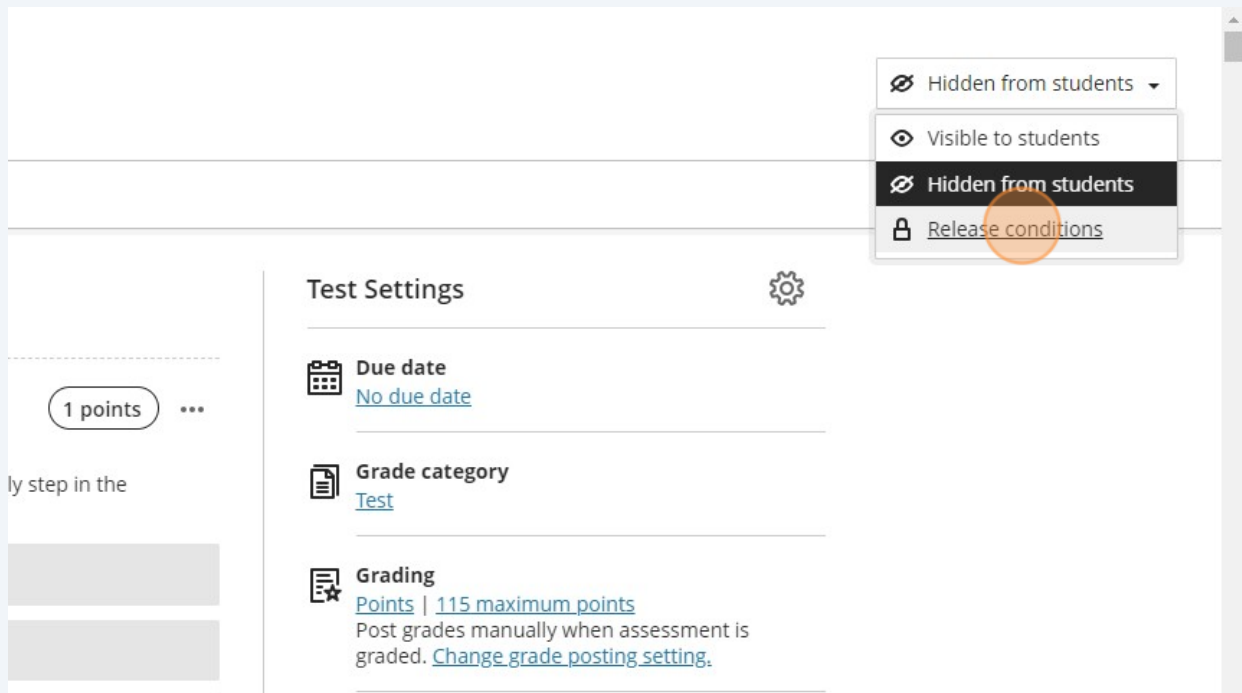 Hidden from students
Visible to students
Hidden from students
Release conditions
Test Settings
Due date
No due date
1 points
Grade category
Test
ly step in the
Grading
Points | 115 maximum points
Post grades manually when assessment is
graded. Change grade posting setting.